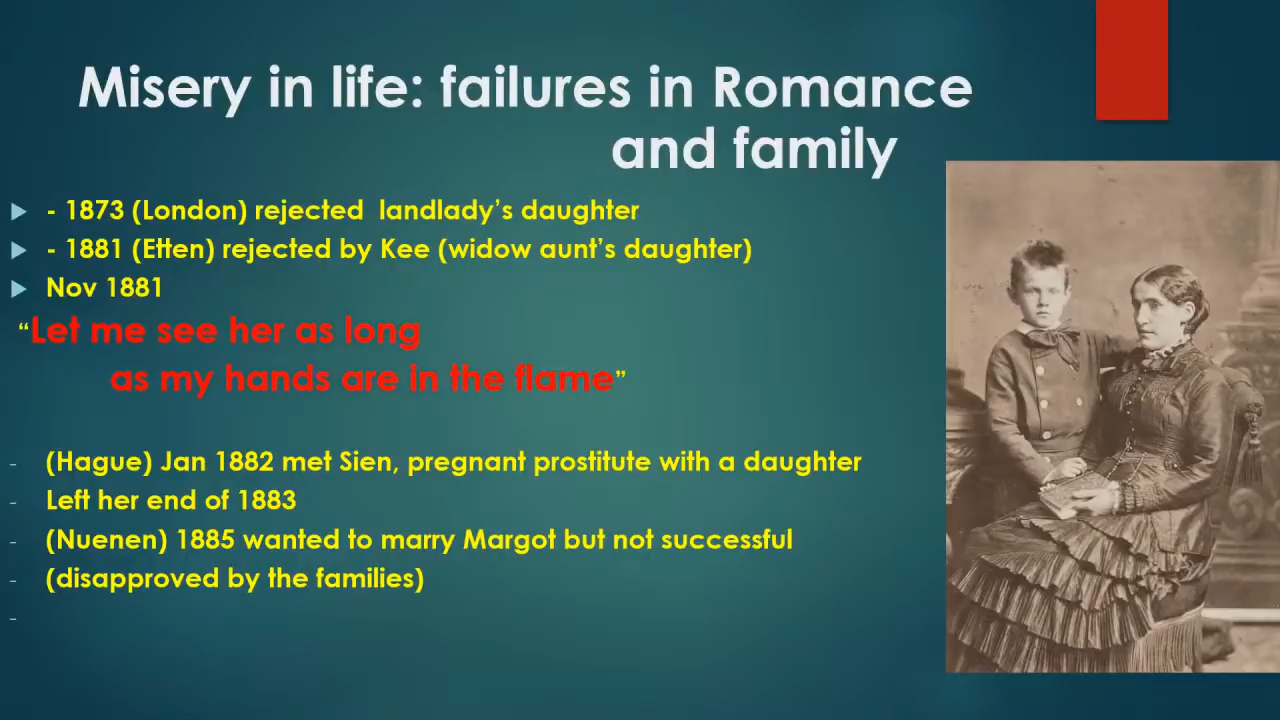 Misery in life: failures in Romance
and family
- 1873 (London) rejected landlady's daughter
- 1881 (Etten) rejected by Kee (widow aunt's daughter)
Nov 1881
“Let me see her as long
as my hands are in the flame”
- (Hague) Jan 1882 met Sien, pregnant prostitute with a daughter
- Left her end of 1883
- (Nuenen) 1885 wanted to marry Margot but not successful
- (disapproved by the families)
-